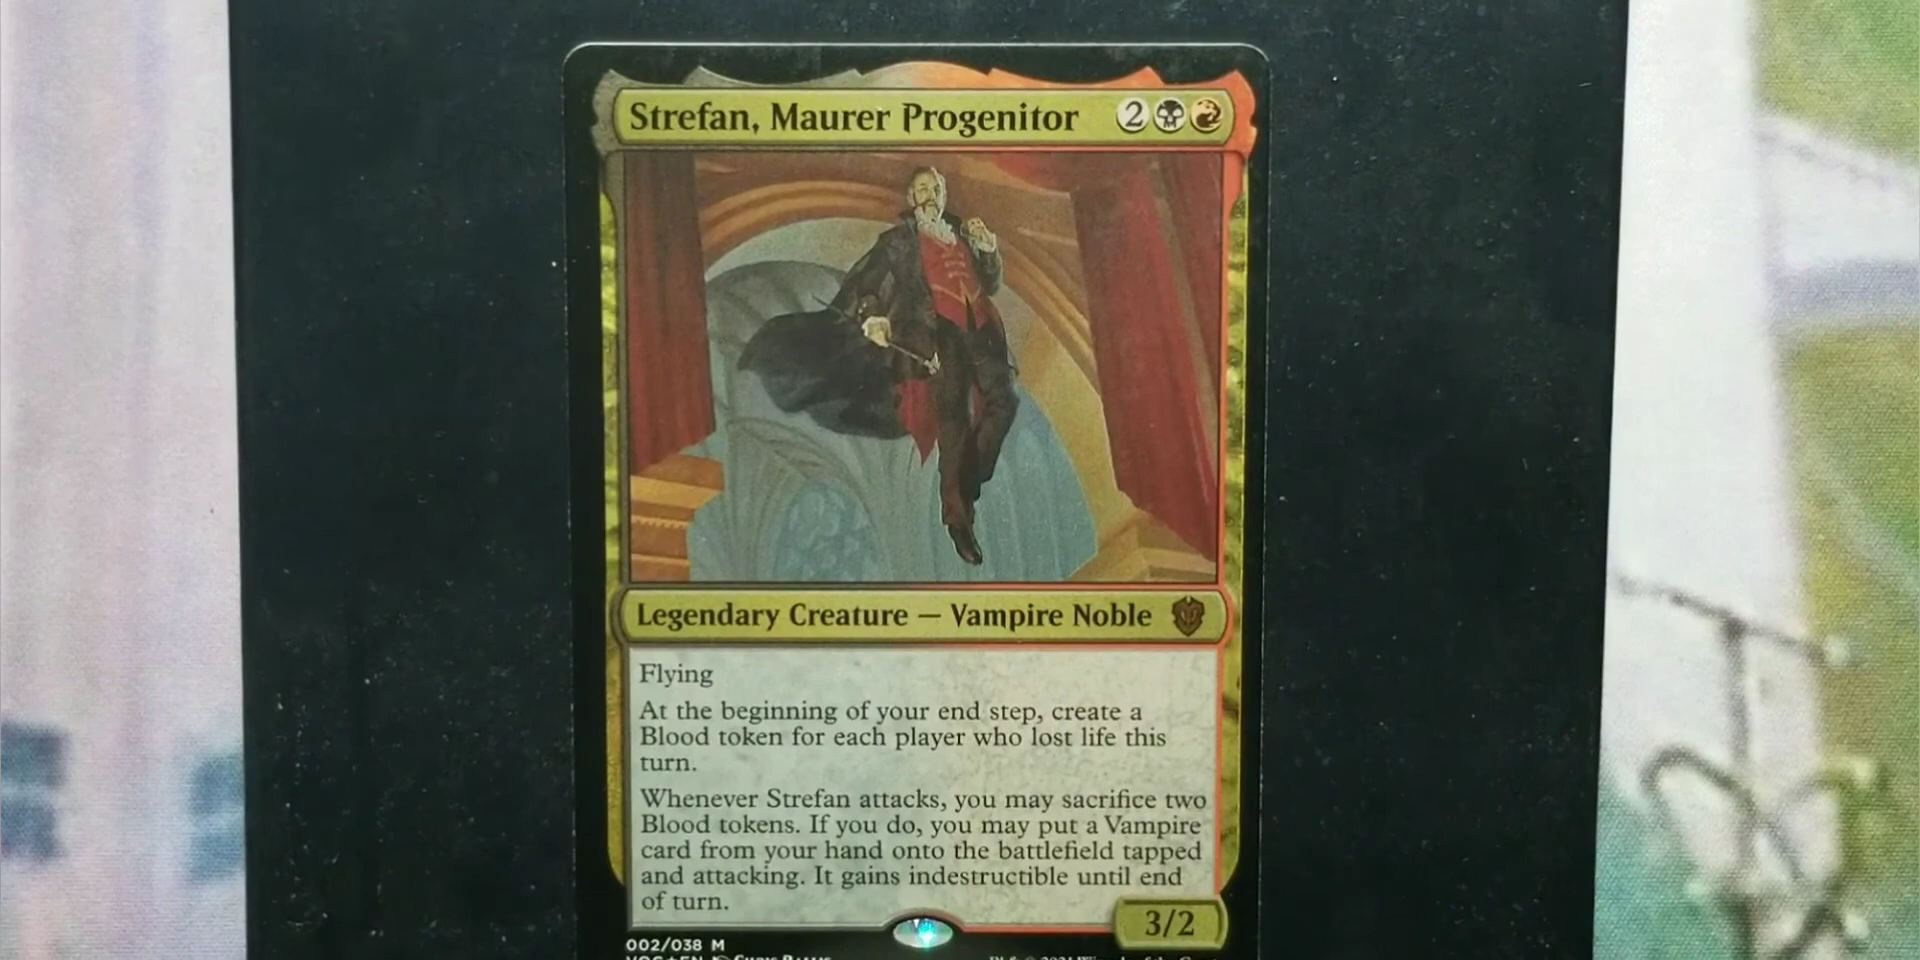 Strefan, Maurer Progenitor 2
Legendary Creature — Vampire Noble
Flying
At the beginning of your end step, create a
Blood token for each player who lost life this
turn.
Whenever Strefan attacks, you may sacrifice two
Blood tokens. If you do, you may put a Vampire
card from your hand onto the battlefield tapped
and attacking. It gains indestructible until end
of turn.
3/2
002/038 M